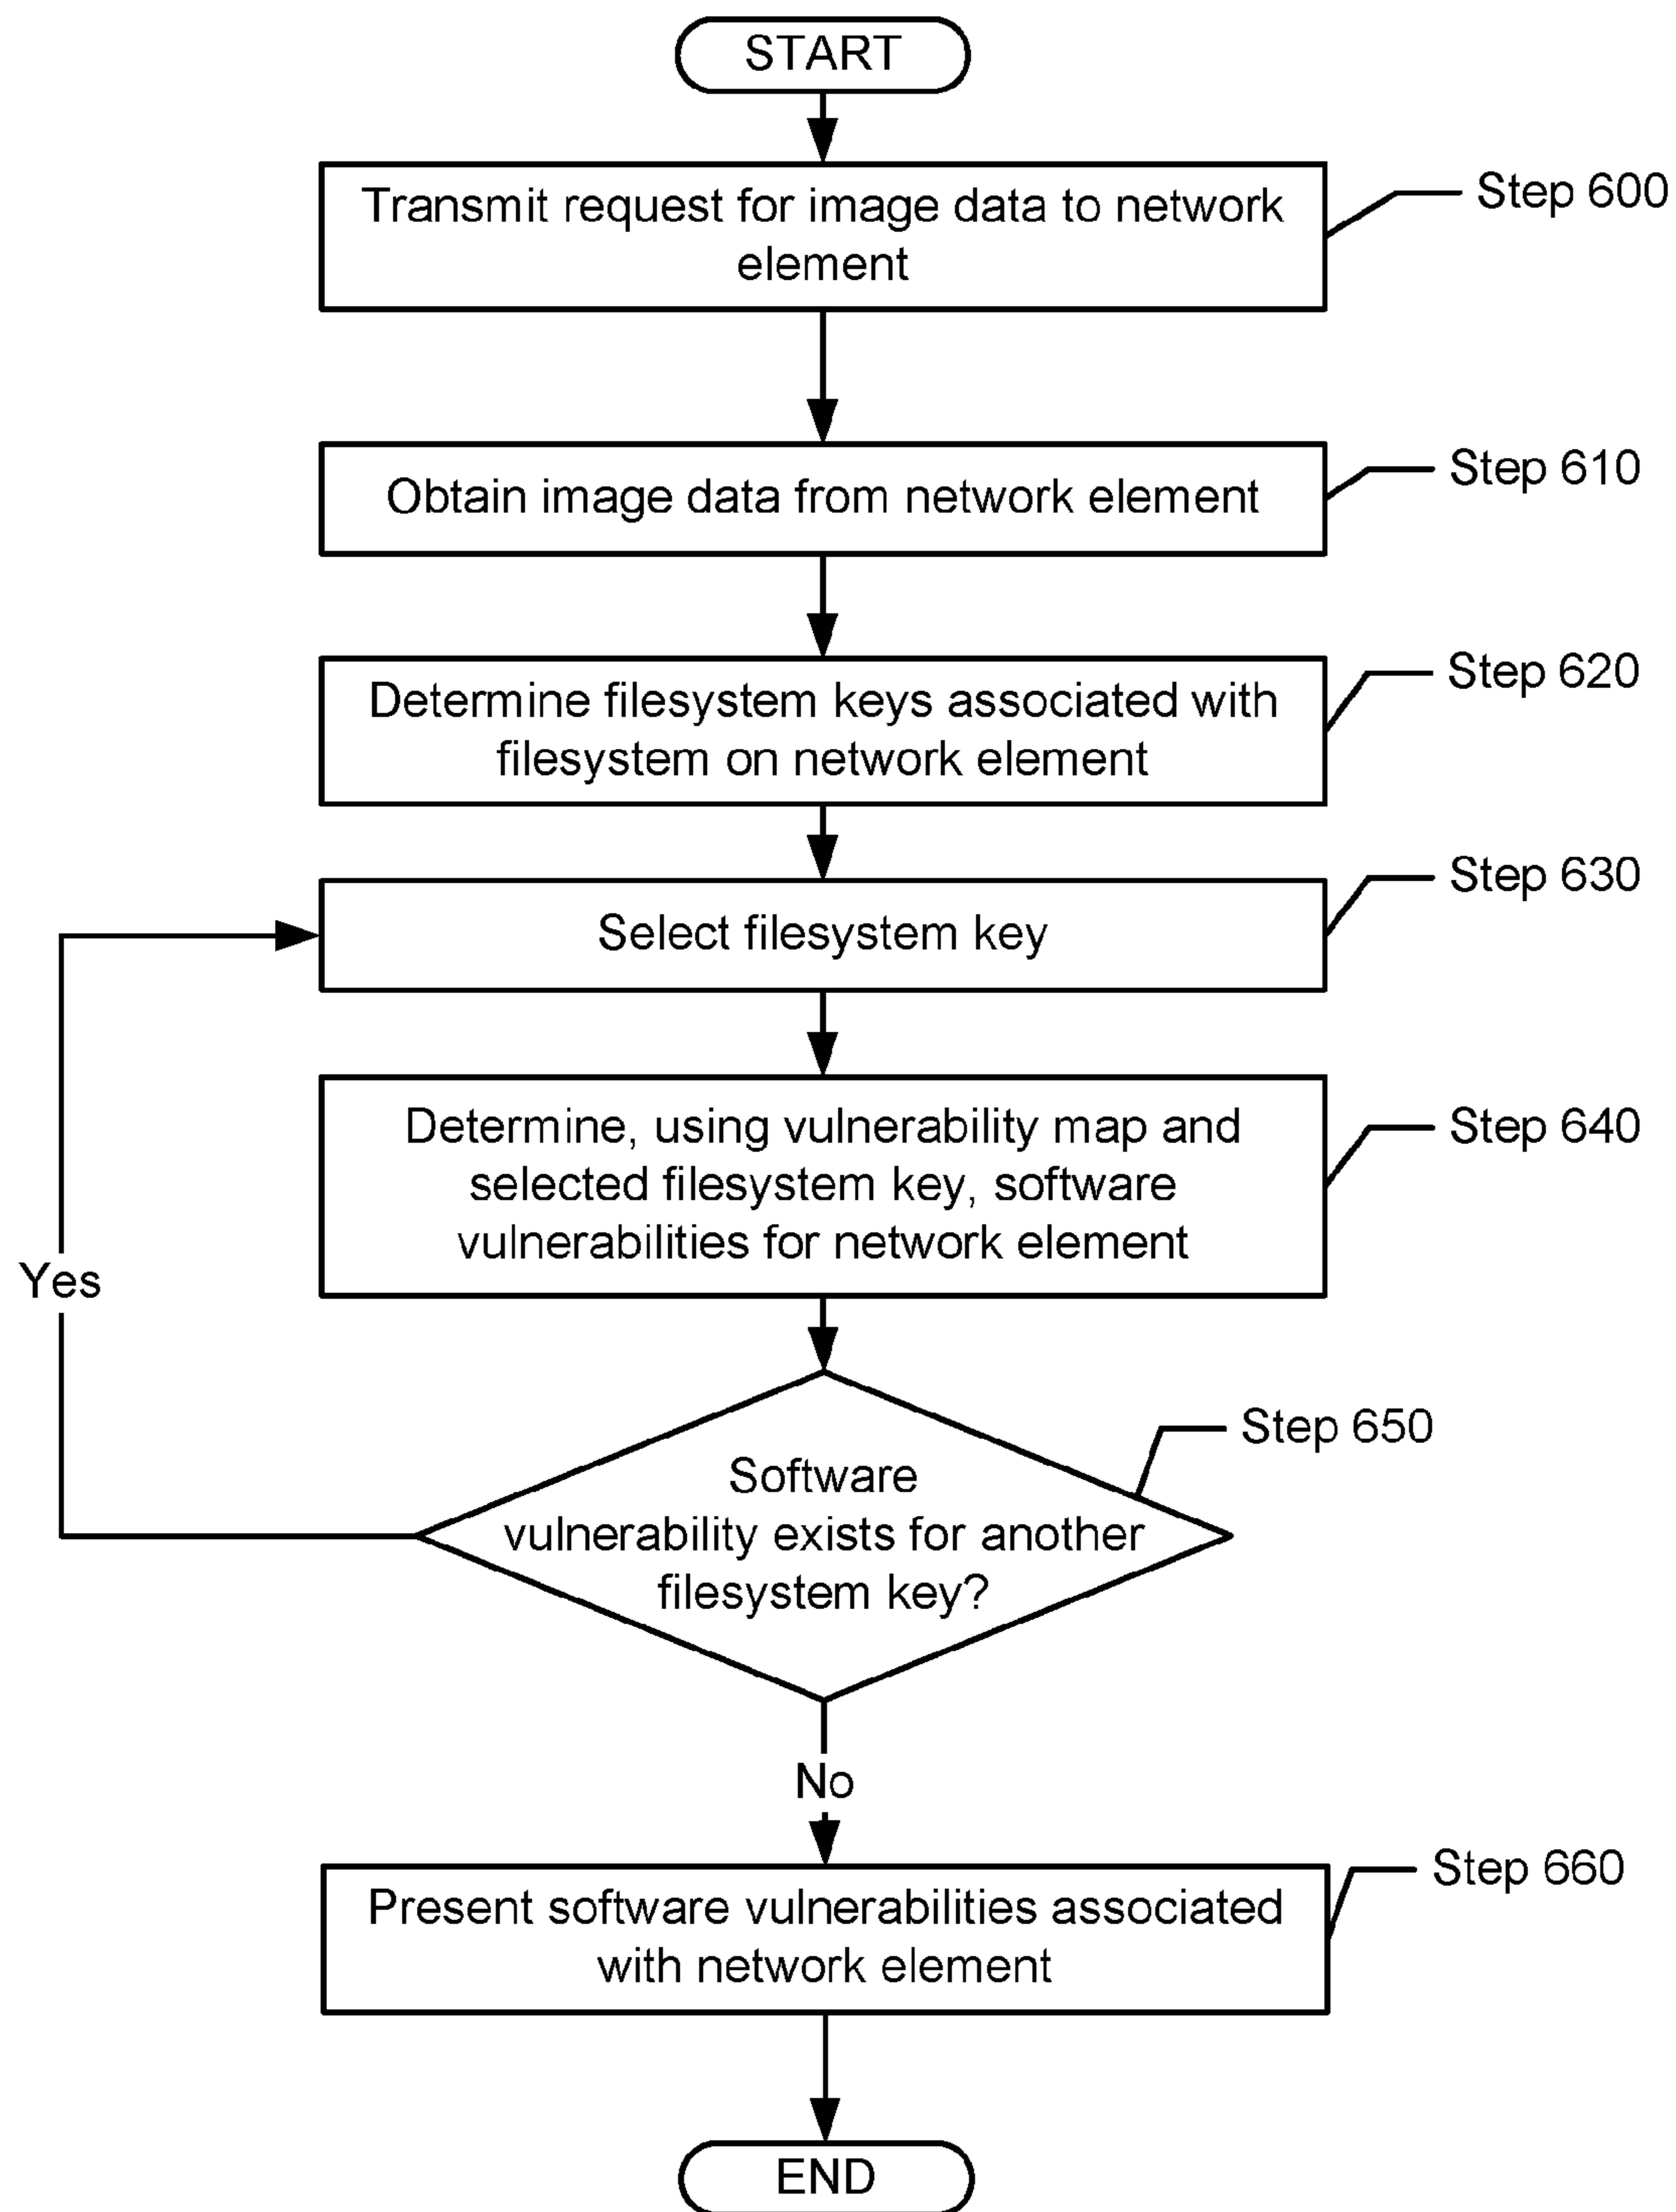 START
Transmit request for image data to network
element
Step 600
Obtain image data from network element
Step 610
Determine filesystem keys associated with
filesystem on network element
Step 620
Select filesystem key
Step 630
Determine, using vulnerability map and
selected filesystem key, software
vulnerabilities for network element
Step 640
Yes
Software
vulnerability exists for another
filesystem key?
Step 650
No
Present software vulnerabilities associated
with network element
Step 660
END